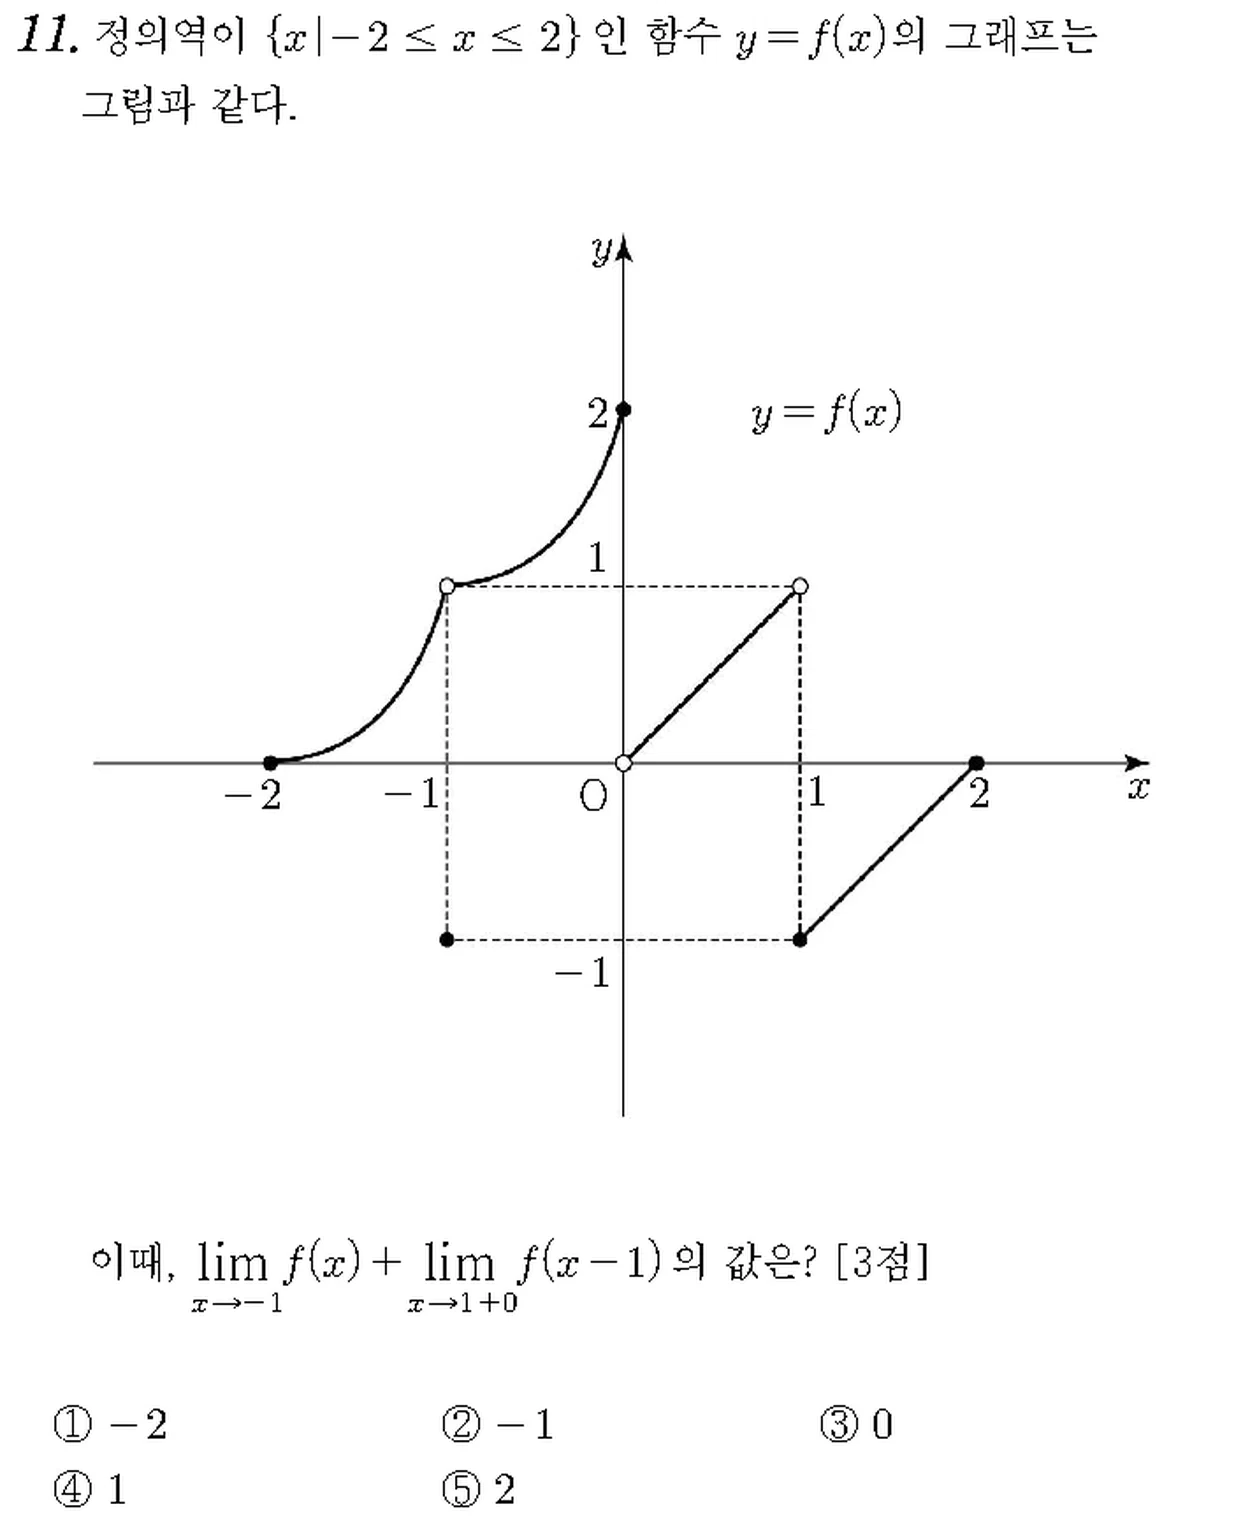 11. 정의역이 {x|−2 ≤ x ≤ 2}인 함수 y=f(x)의 그래프는
그림과 같다.
y
2
y=f(x)
1
−2
−1
O
1
2
x
−1
이때, lim f(x)+ lim f(x−1)의 값은? [3점]
x→−1 x→1+0
① −2 ② −1 ③ 0
④ 1 ⑤ 2